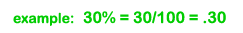 example: 30% = 30/100 = .30